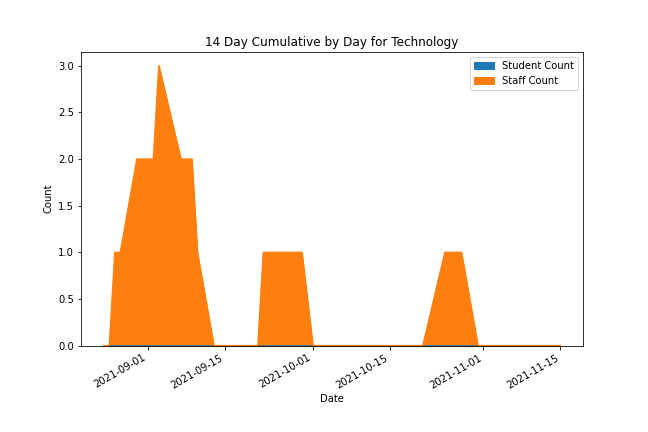 14 Day Cumulative by Day for Technology
Student Count
Staff Count
3.0
2.5
2.0
1.5
1.0
0.5
0.0
Count
2021-09-01
2021-09-15
2021-10-01
2021-10-15
2021-11-01
2021-11-15
Date